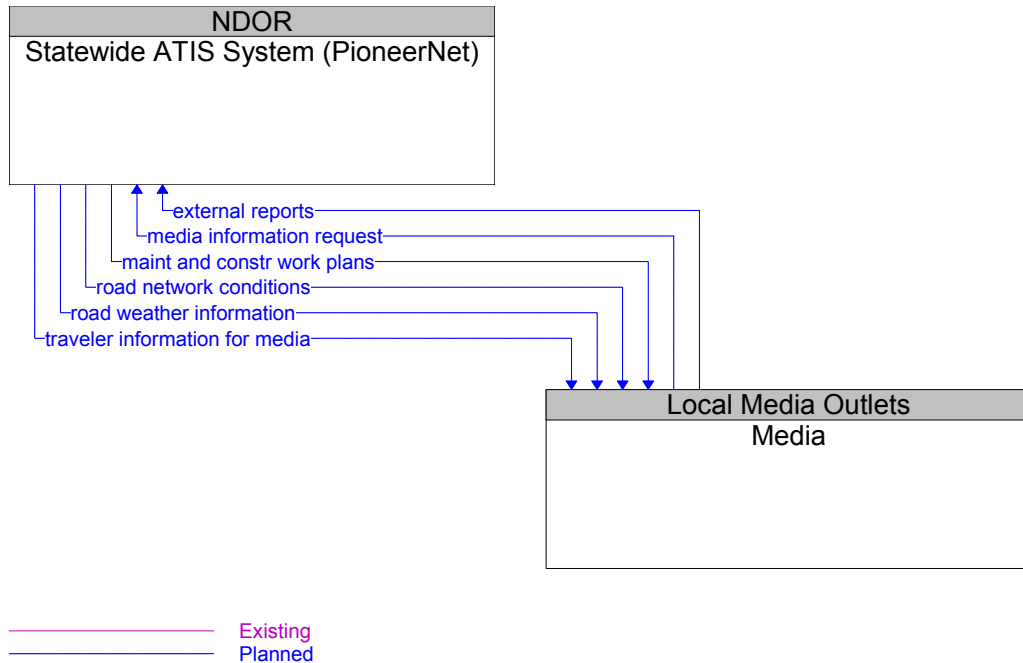 NDOR
Statewide ATIS System (PioneerNet)
external reports
media information request
maint and constr work plans
road network conditions
road weather information
traveler information for media
Local Media Outlets
Media
Existing
Planned